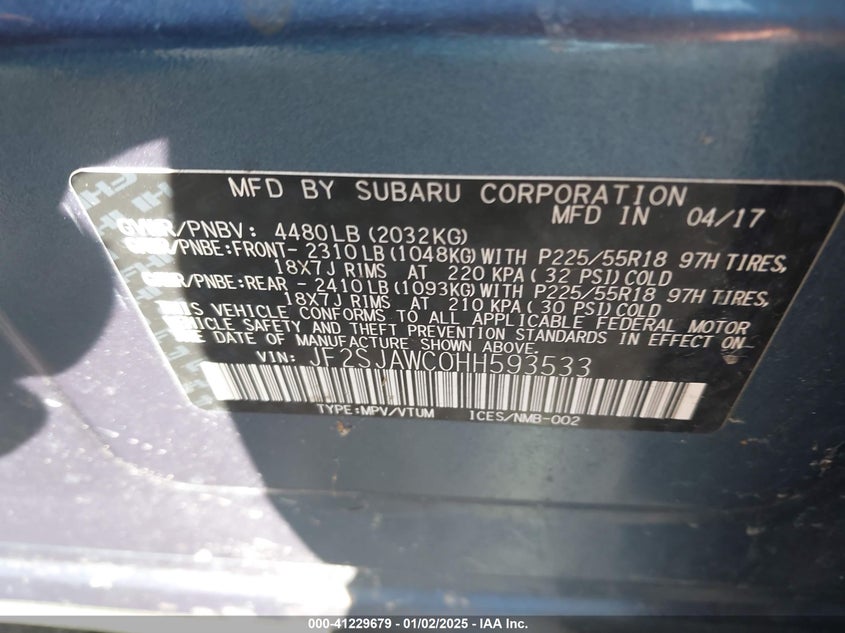 MFD BY SUBARU CORPORATION
MFD IN 04/17
GVWR/PNBV: 4480LB(2032KG)
GAWR/PNBE:FRONT- 2310LB(1048KG)WITH P225/55R18 97H TIRES,
18X7J RIMS AT 220 KPA(32 PSI)COLD
GAWR/PNBE:REAR - 2410LB(1093KG)WITH P225/55R18 97H TIRES,
18X7J RIMS AT 210 KPA(30 PSI)COLD
THIS VEHICLE CONFORMS TO ALL APPLICABLE FEDERAL MOTOR
VEHICLE SAFETY AND THEFT PREVENTION STANDARDS IN EFFECT ON
THE DATE OF MANUFACTURE SHOWN ABOVE.
VIN: JF2SJAWC0HH593533
TYPE:MPV/VTUM ICES/NMB-002
000-41229679 - 01/02/2025 - IAA Inc.